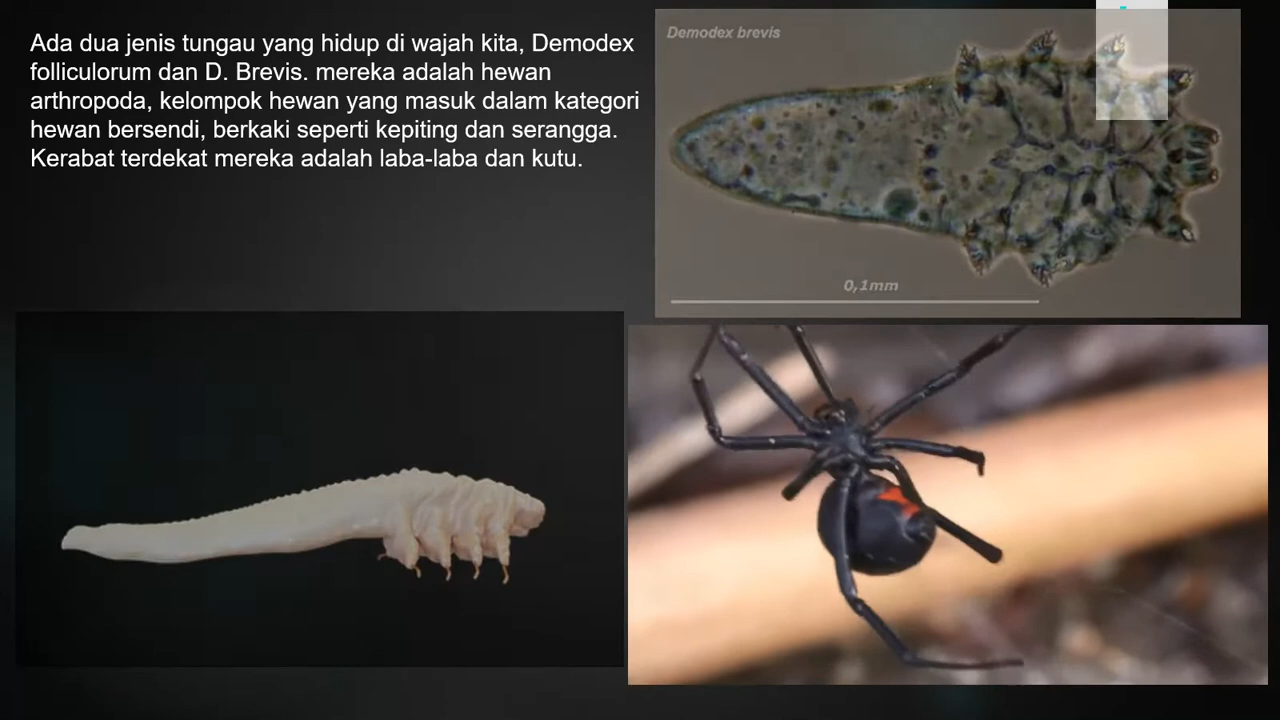 Ada dua jenis tungau yang hidup di wajah kita, Demodex
folliculorum dan D. Brevis. mereka adalah hewan
arthropoda, kelompok hewan yang masuk dalam kategori
hewan bersendi, berkaki seperti kepiting dan serangga.
Kerabat terdekat mereka adalah laba-laba dan kutu.
Demodex brevis
0,1mm